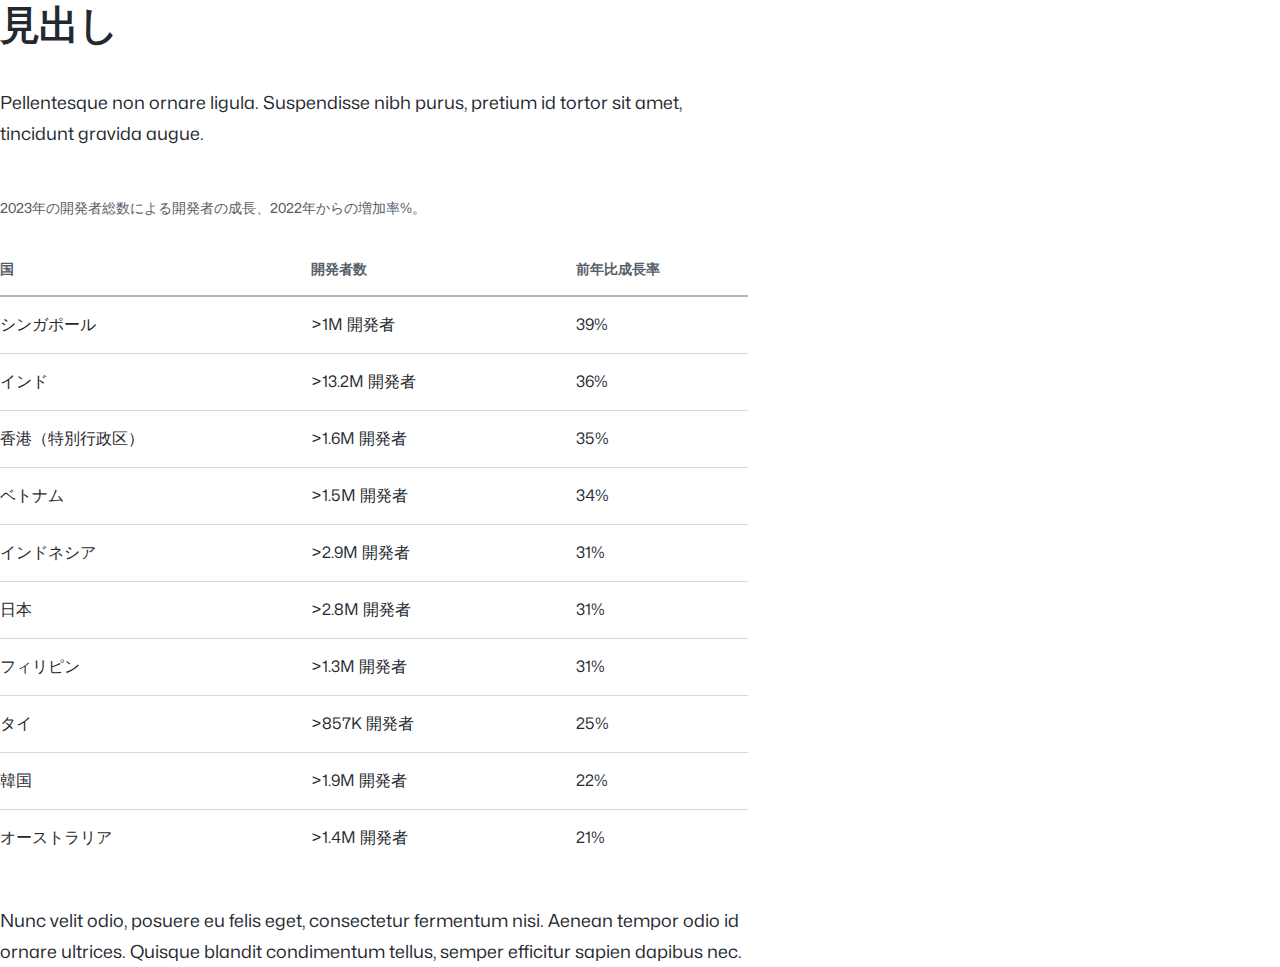 見出し
Pellentesque non ornare ligula. Suspendisse nibh purus, pretium id tortor sit amet,
tincidunt gravida augue.
2023年の開発者総数による開発者の成長、2022年からの増加率%。
国 開発者数 前年比成長率
シンガポール >1M 開発者 39%
インド >13.2M 開発者 36%
香港（特別行政区） >1.6M 開発者 35%
ベトナム >1.5M 開発者 34%
インドネシア >2.9M 開発者 31%
日本 >2.8M 開発者 31%
フィリピン >1.3M 開発者 31%
タイ >857K 開発者 25%
韓国 >1.9M 開発者 22%
オーストラリア >1.4M 開発者 21%
Nunc velit odio, posuere eu felis eget, consectetur fermentum nisi. Aenean tempor odio id
ornare ultrices. Quisque blandit condimentum tellus, semper efficitur sapien dapibus nec.